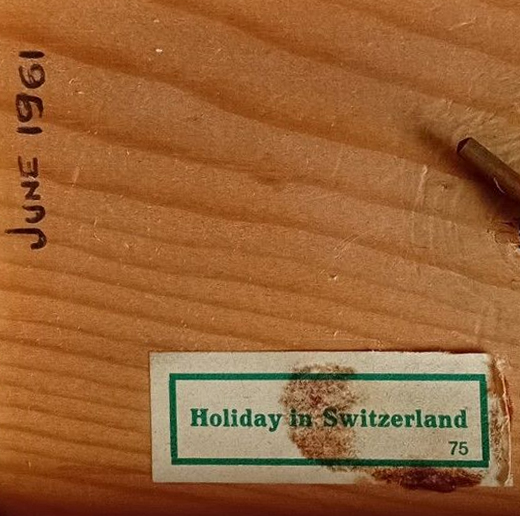 JUNE 1961
Holiday in Switzerland
75